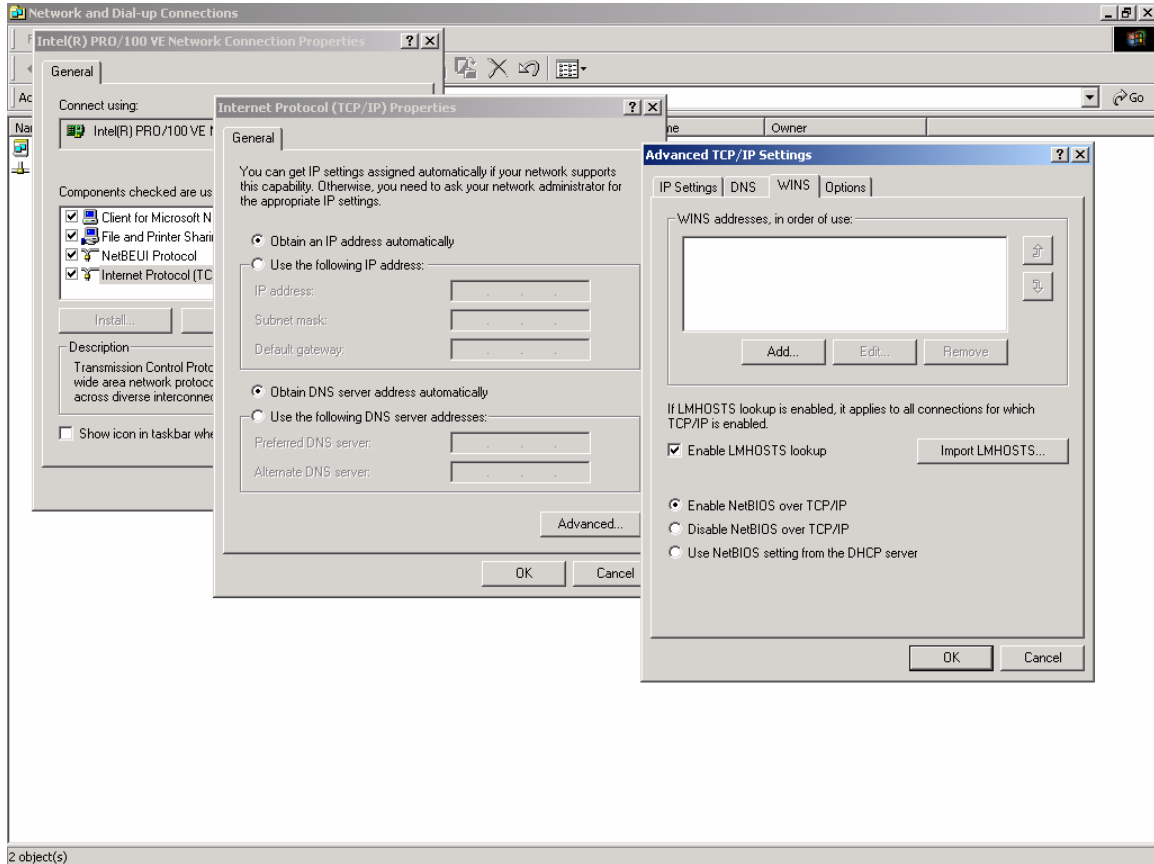 Network and Dial-up Connections
Intel(R) PRO/100 VE Network Connection Properties
General
Connect using:
Intel(R) PRO/100 VE
Components checked are us
Client for Microsoft N
File and Printer Shari
NetBEUI Protocol
Internet Protocol (TC
Install...
Description
Transmission Control Proto
wide area network protoco
across diverse interconnec
Show icon in taskbar whe
Go
Owner
Internet Protocol (TCP/IP) Properties
General
You can get IP settings assigned automatically if your network supports
this capability. Otherwise, you need to ask your network administrator for
the appropriate IP settings.
Obtain an IP address automatically
Use the following IP address:
IP address:
Subnet mask:
Default gateway:
Obtain DNS server address automatically
Use the following DNS server addresses:
Preferred DNS server:
Alternate DNS server:
Advanced...
OK Cancel
Advanced TCP/IP Settings
IP Settings DNS WINS Options
WINS addresses, in order of use:
Add... Edit... Remove
If LMHOSTS lookup is enabled, it applies to all connections for which
TCP/IP is enabled.
Enable LMHOSTS lookup Import LMHOSTS...
Enable NetBIOS over TCP/IP
Disable NetBIOS over TCP/IP
Use NetBIOS setting from the DHCP server
OK Cancel
2 object(s)